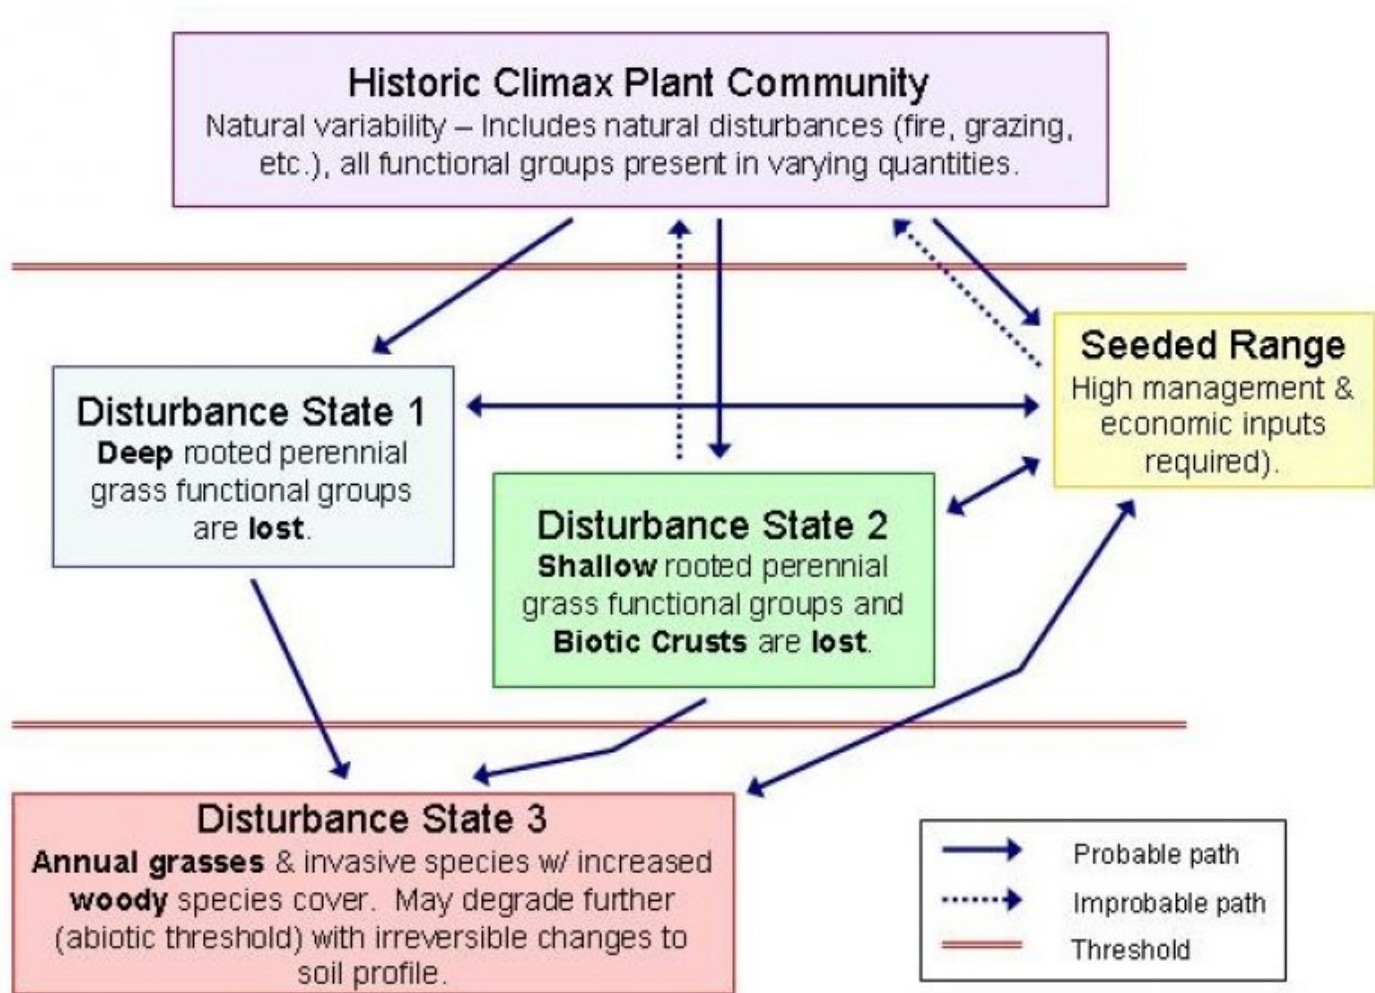 Historic Climax Plant Community
Natural variability – Includes natural disturbances (fire, grazing,
etc.), all functional groups present in varying quantities.
Seeded Range
High management &
economic inputs
required).
Disturbance State 1
Deep rooted perennial
grass functional groups
are lost.
Disturbance State 2
Shallow rooted perennial
grass functional groups and
Biotic Crusts are lost.
Disturbance State 3
Annual grasses & invasive species w/ increased
woody species cover. May degrade further
(abiotic threshold) with irreversible changes to
soil profile.
Probable path
Improbable path
Threshold